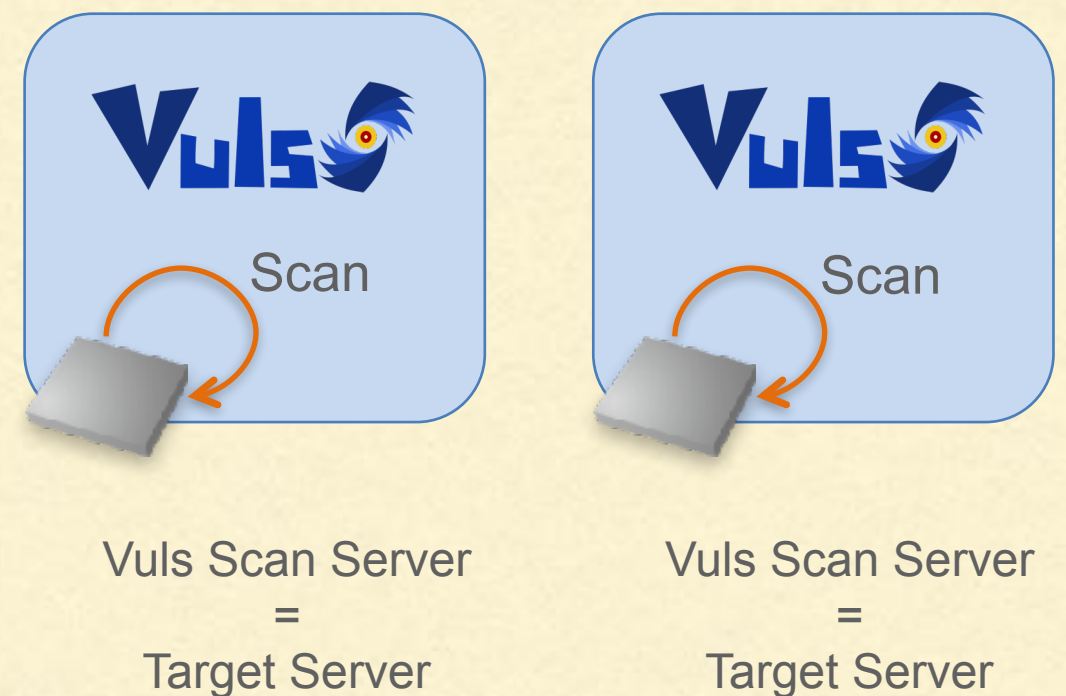 Vuls
Scan
Vuls Scan Server
=
Target Server
Vuls
Scan
Vuls Scan Server
=
Target Server